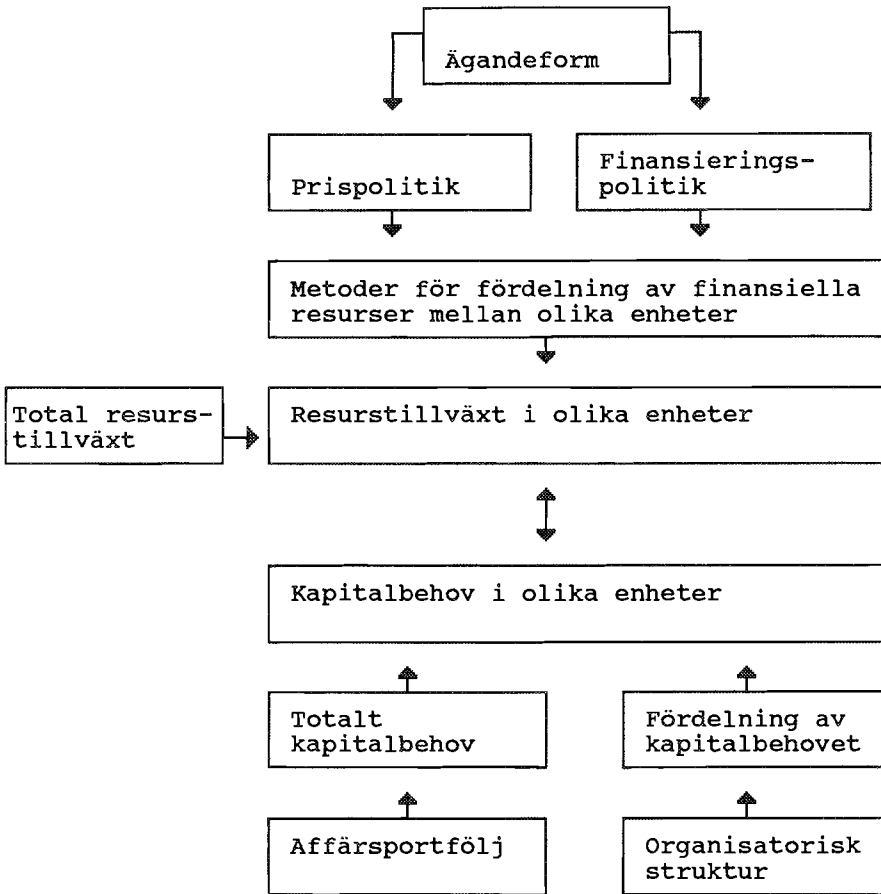 Ägandeform
Prispolitik
Finansierings-
politik
Metoder för fördelning av finansiella
resurser mellan olika enheter
Total resurs-
tillväxt
Resurstillväxt i olika enheter
Kapitalbehov i olika enheter
Totalt
kapitalbehov
Fördelning av
kapitalbehovet
Affärsportfölj
Organisatorisk
struktur